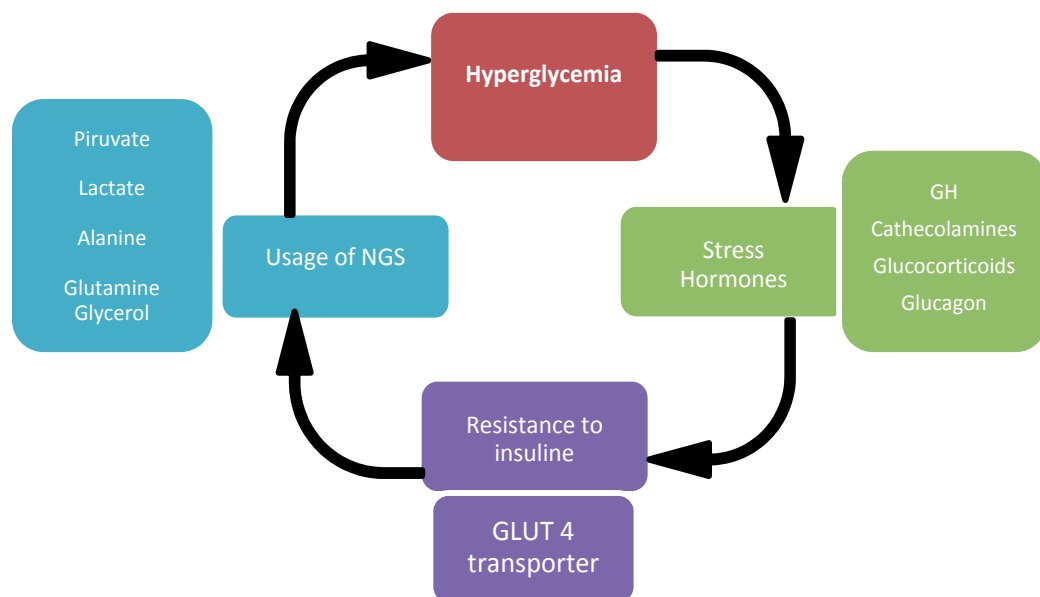 Hyperglycemia
Piruvate
Lactate
Alanine
Glutamine
Glycerol
Usage of NGS
Stress
Hormones
GH
Cathecolamines
Glucocorticoids
Glucagon
Resistance to
insuline
GLUT 4
transporter